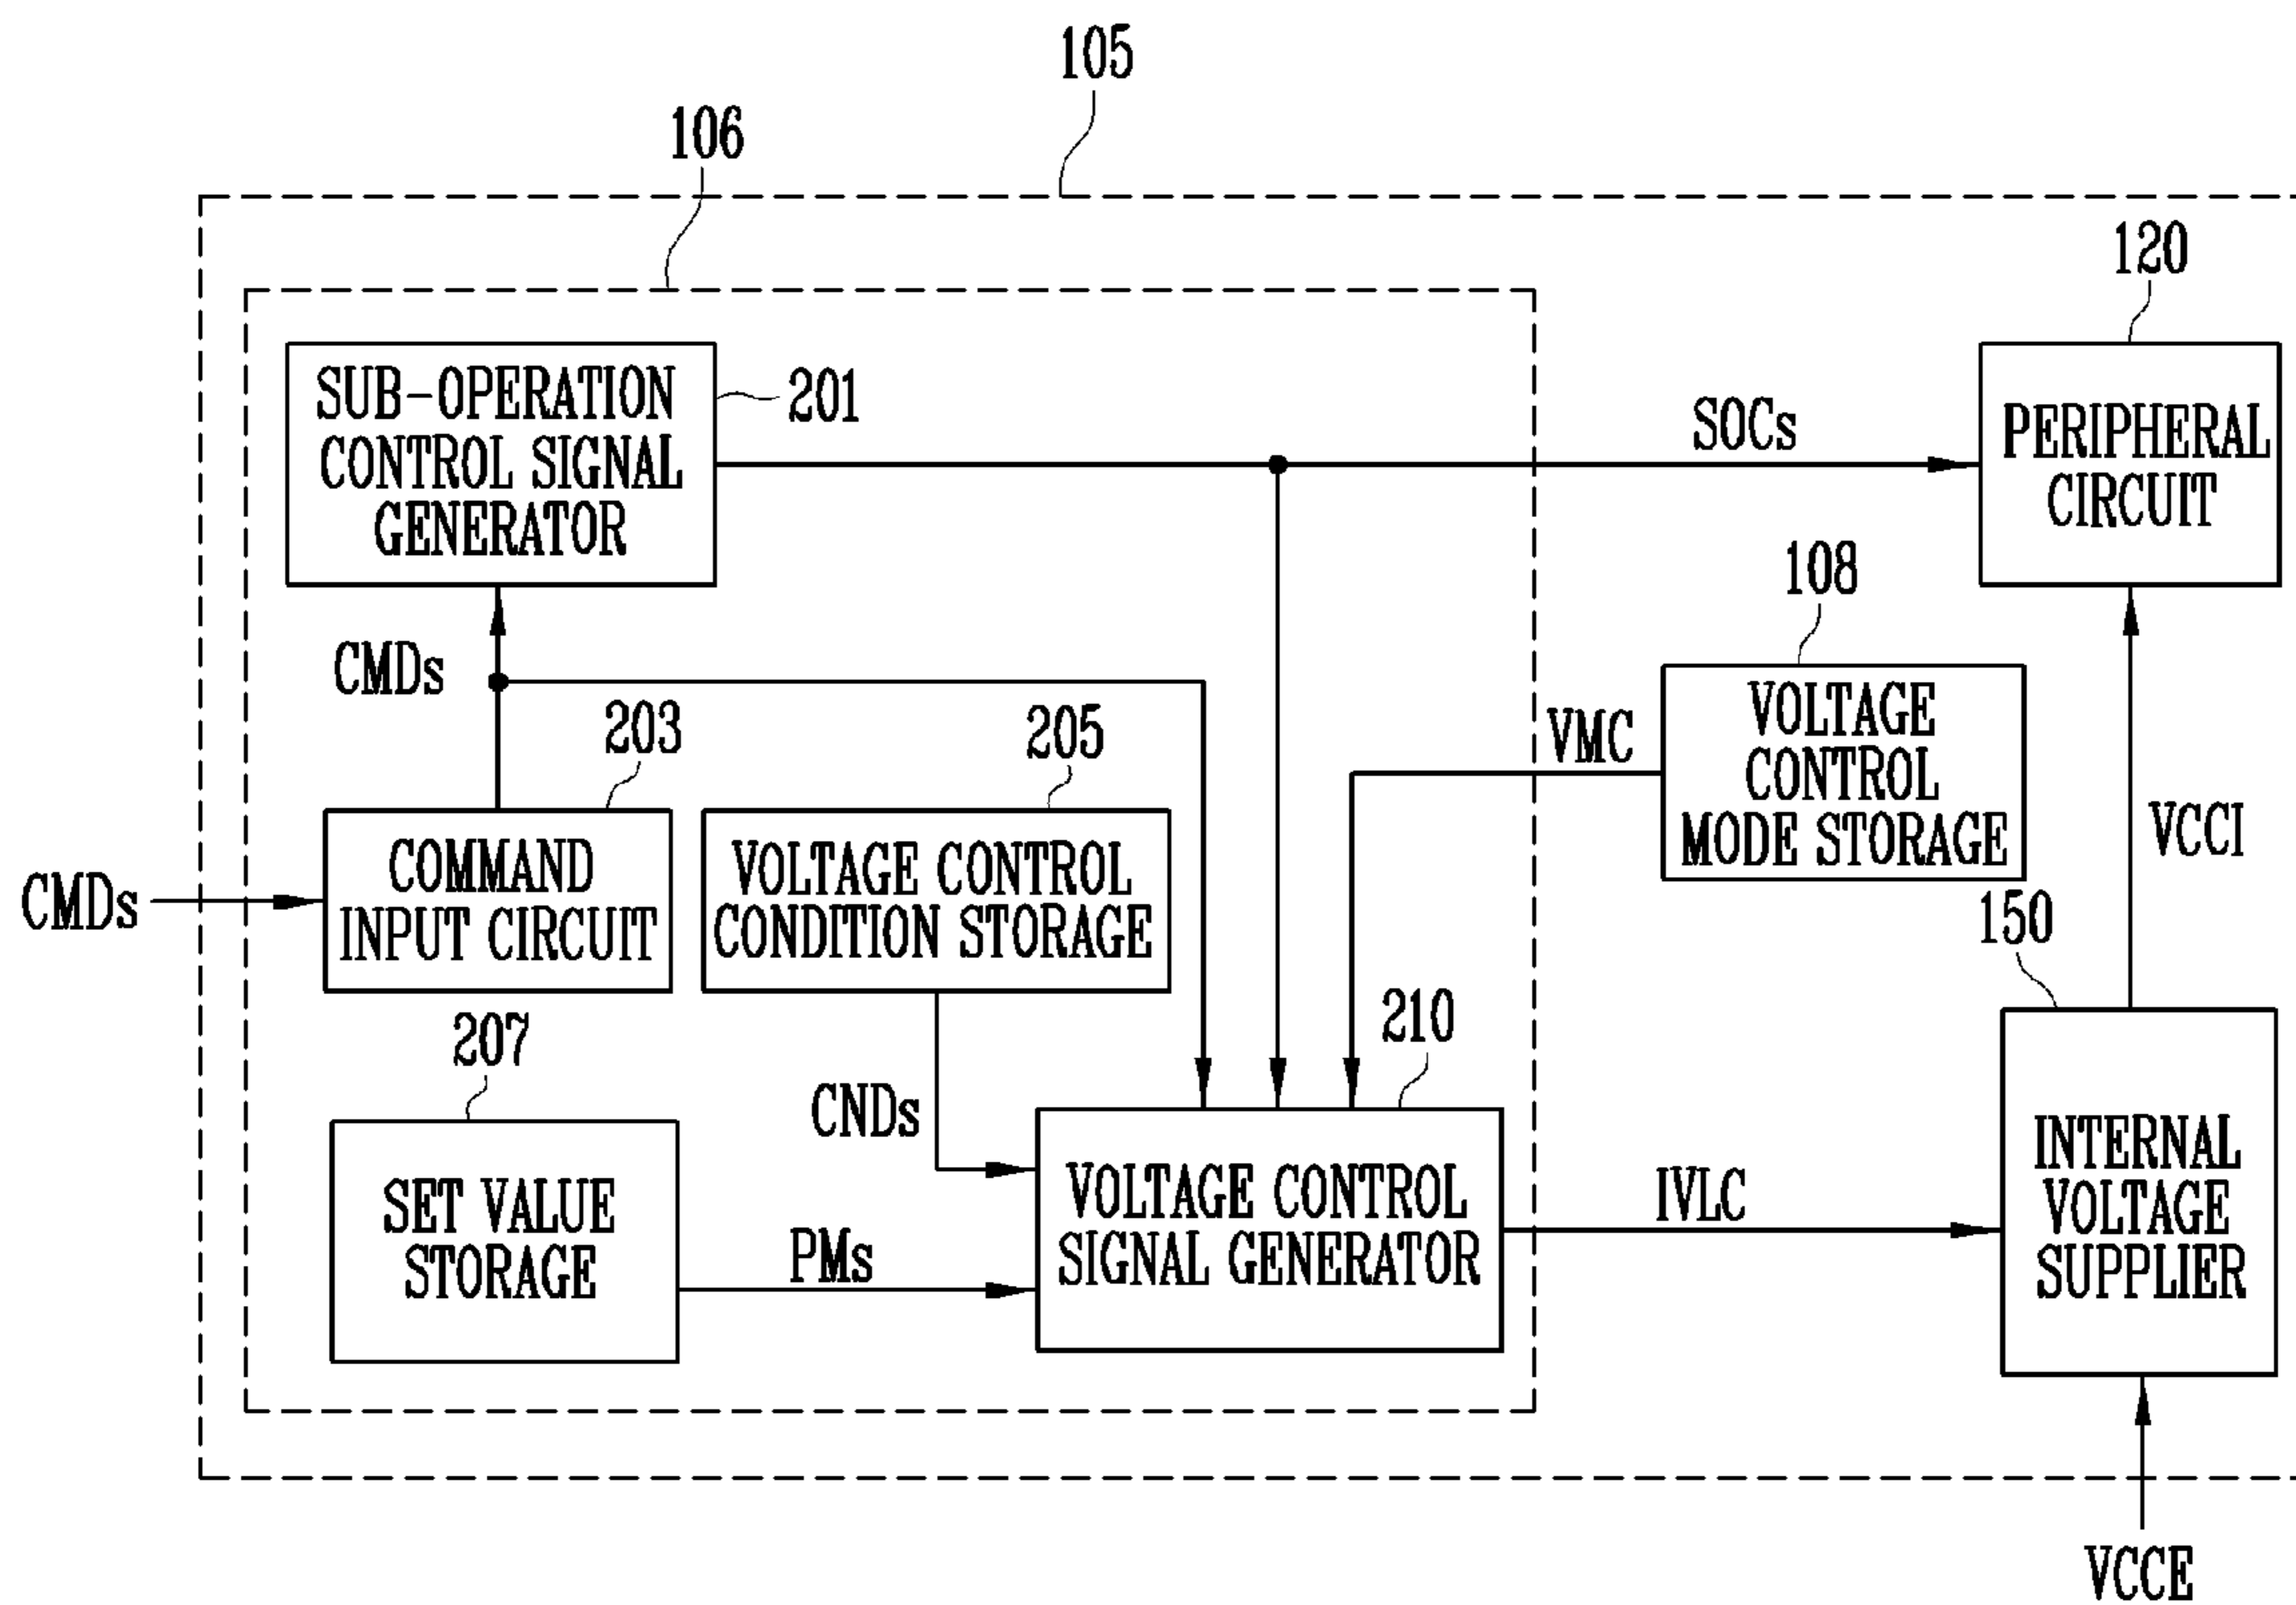 105
106
120
SUB-OPERATION
CONTROL SIGNAL
GENERATOR
201
SOCs
PERIPHERAL
CIRCUIT
108
CMDs
203
205
VMC
VOLTAGE
CONTROL
MODE STORAGE
VCCI
CMDs
COMMAND
INPUT CIRCUIT
VOLTAGE CONTROL
CONDITION STORAGE
150
207
210
CNDs
SET VALUE
STORAGE
PMs
VOLTAGE CONTROL
SIGNAL GENERATOR
IVLC
INTERNAL
VOLTAGE
SUPPLIER
VCCE